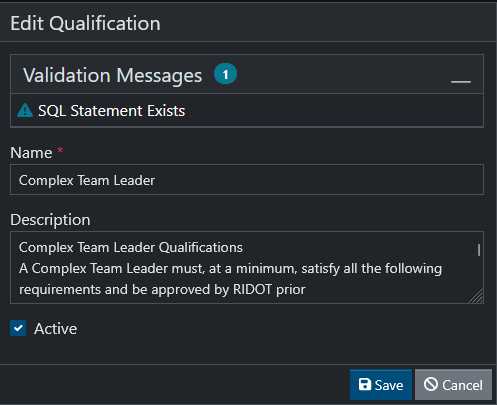 Edit Qualification
Validation Messages 1
SQL Statement Exists
Name *
Complex Team Leader
Description
Complex Team Leader Qualifications
A Complex Team Leader must, at a minimum, satisfy all the following
requirements and be approved by RIDOT prior
Active
Save Cancel